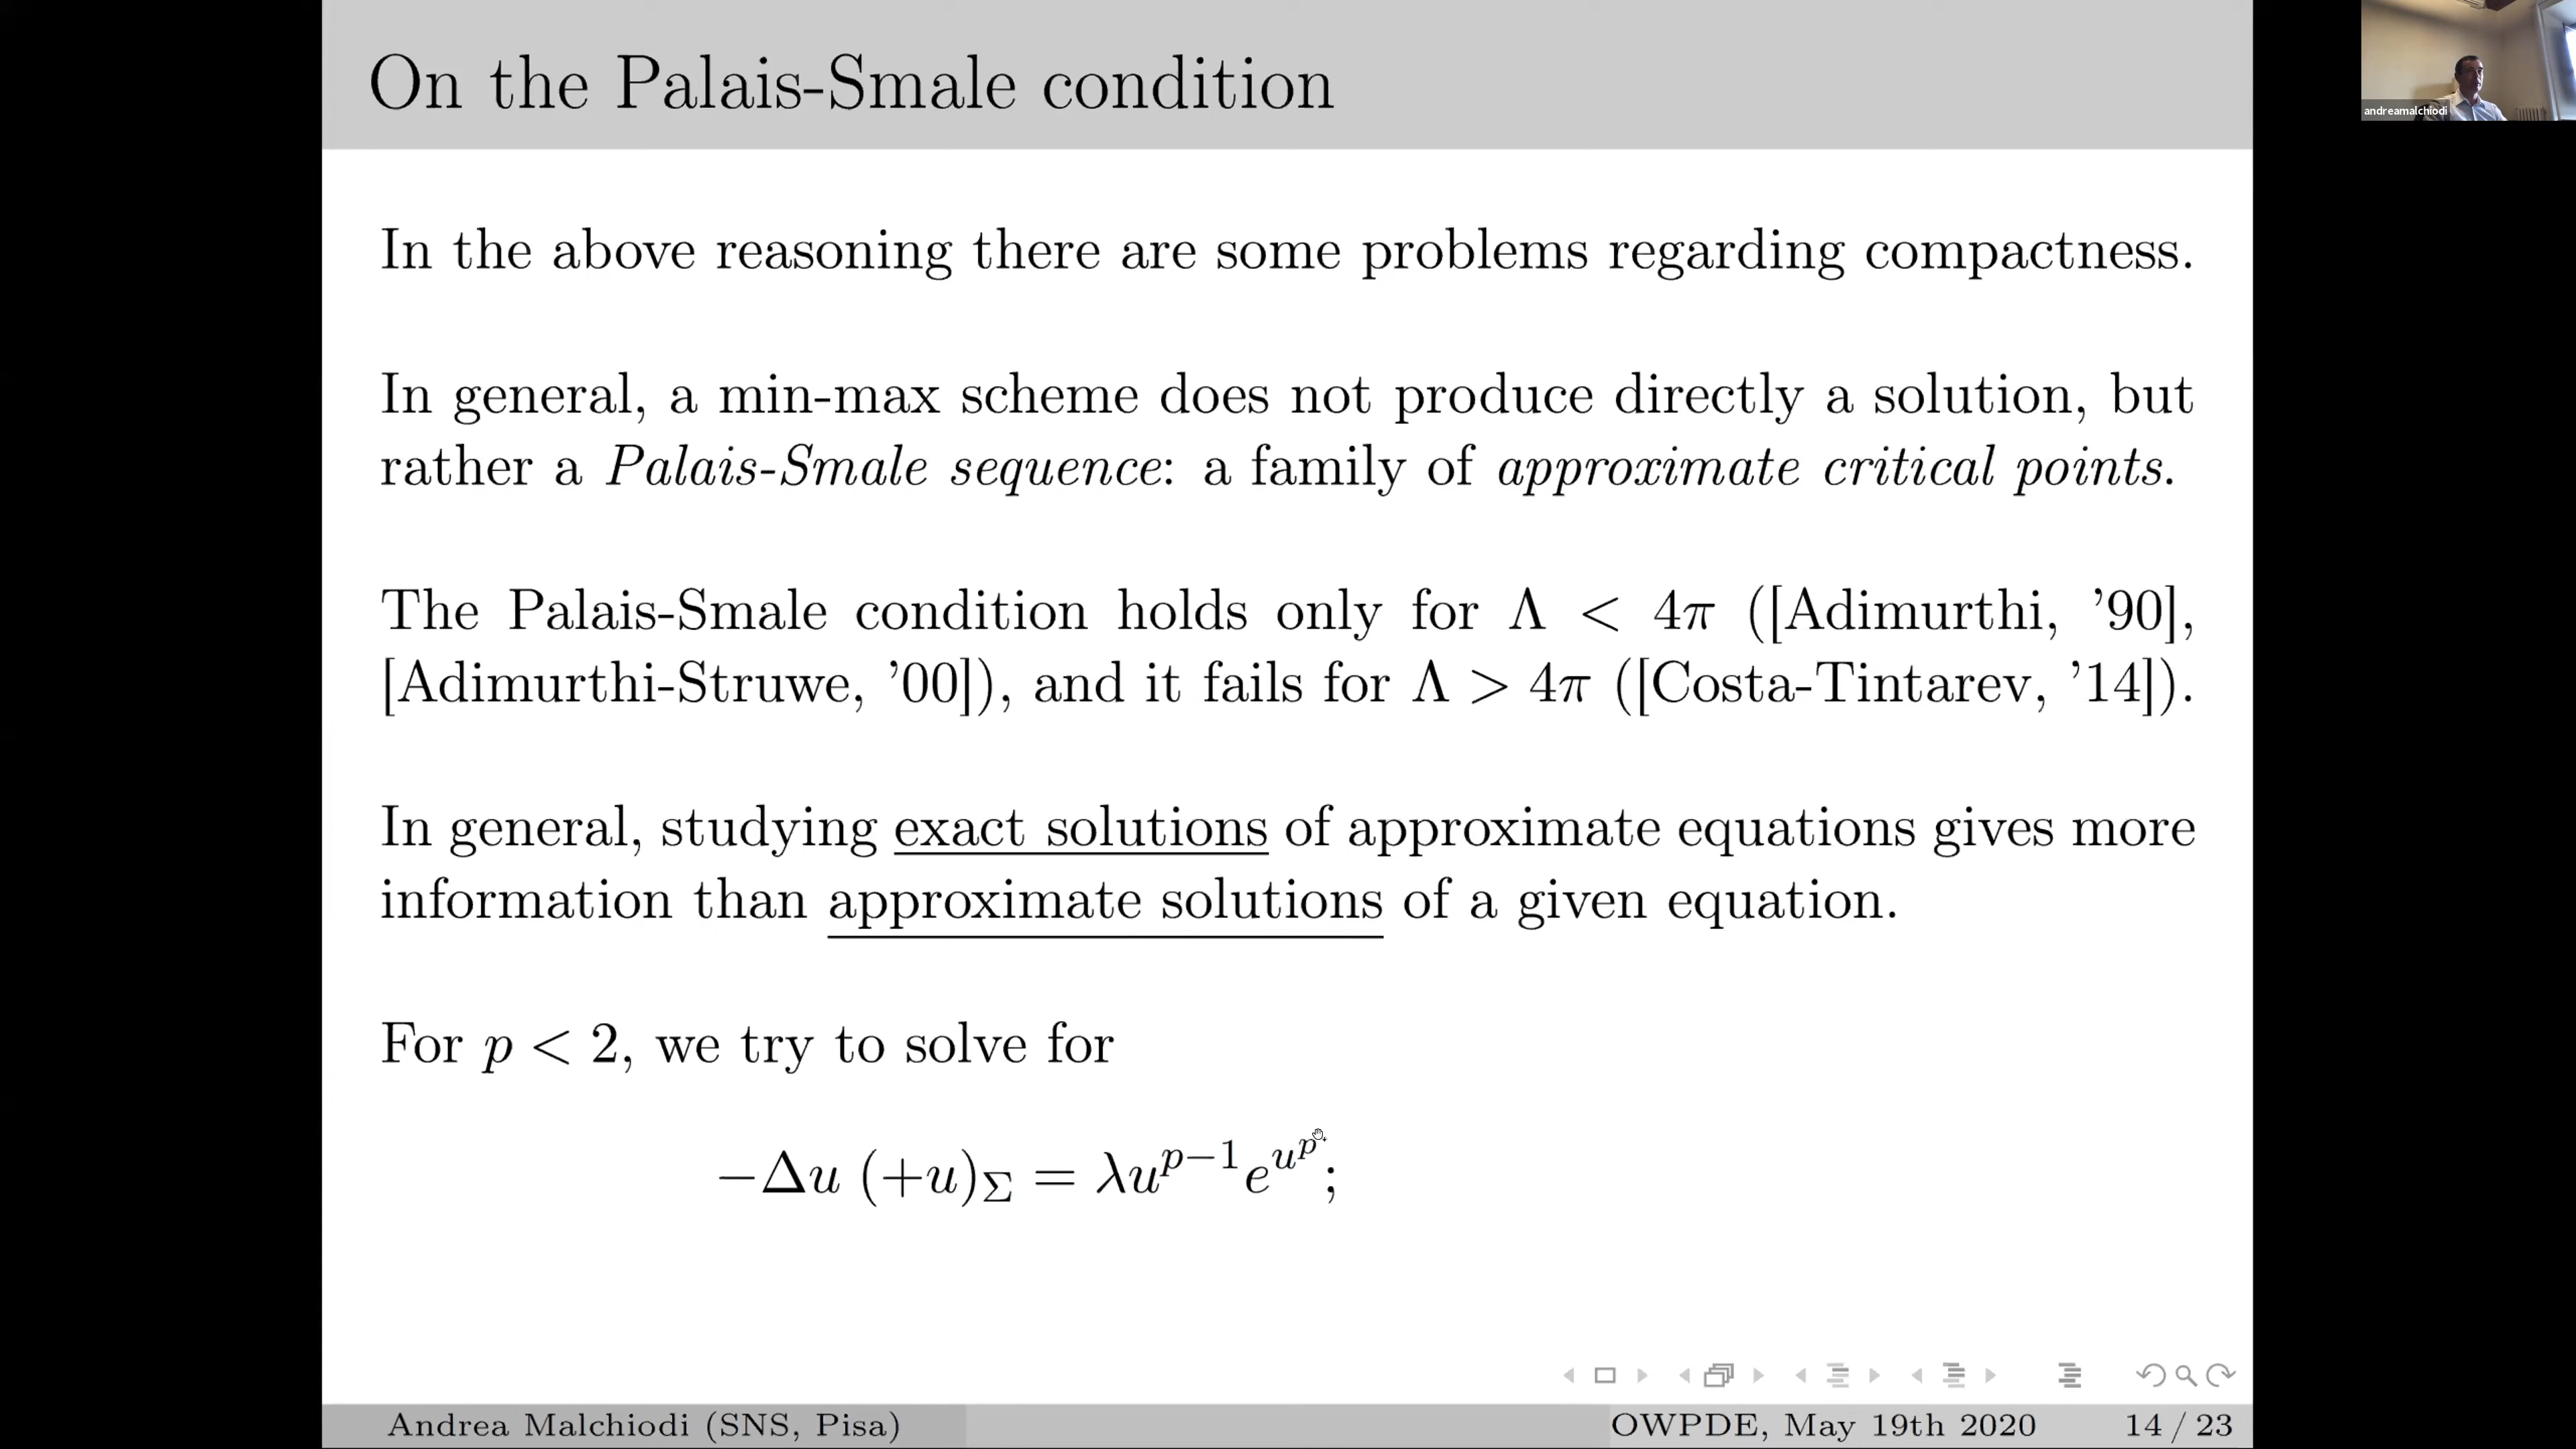 On the Palais-Smale condition
andreamalchiodi
In the above reasoning there are some problems regarding compactness.
In general, a min-max scheme does not produce directly a solution, but
rather a Palais-Smale sequence: a family of approximate critical points.
The Palais-Smale condition holds only for Λ < 4π ([Adimurthi, ’90],
[Adimurthi-Struwe, ’00]), and it fails for Λ > 4π ([Costa-Tintarev, ’14]).
In general, studying exact solutions of approximate equations gives more
information than approximate solutions of a given equation.
For p < 2, we try to solve for
−Δu (+u)_Σ = λu^{p−1}e^{u^p};
Andrea Malchiodi (SNS, Pisa) OWPDE, May 19th 2020 14 / 23